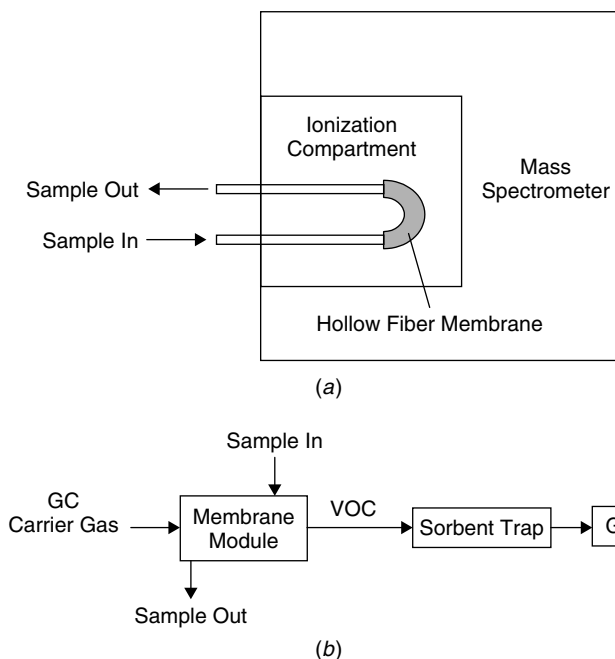 Ionization
Compartment
Mass
Spectrometer
Sample Out
Sample In
Hollow Fiber Membrane
(a)
Sample In
GC
Carrier Gas
Membrane
Module
VOC
Sorbent Trap
Sample Out
(b)